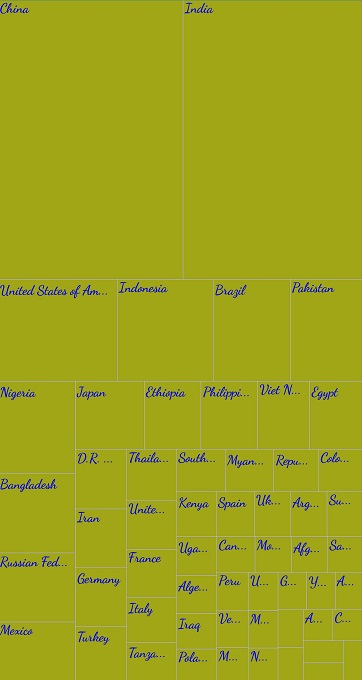 China
India
United States of Am...
Indonesia
Brazil
Pakistan
Nigeria
Japan
Ethiopia
Philippi...
Viet N...
Egypt
Bangladesh
D.R. ...
Thaila...
South...
Myan...
Repu...
Colo...
Iran
Unite...
Kenya
Spain
Uk...
Arg...
Su...
Russian Fed...
France
Uga...
Can...
Mo...
Afg...
Sa...
Germany
Alge...
Peru
U...
G...
Y...
A...
Mexico
Turkey
Italy
Iraq
Ve...
M...
A...
C...
Tanza...
Pola...
M...
N...